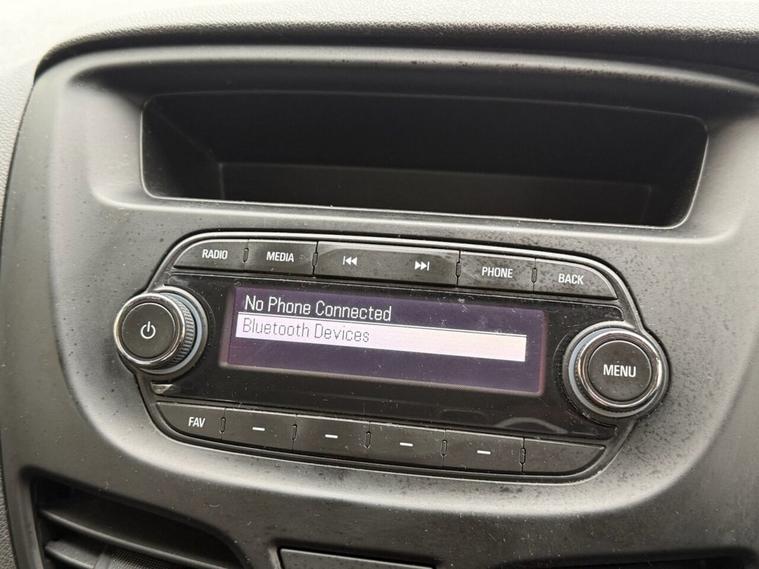 RADIO MEDIA PHONE BACK
No Phone Connected
Bluetooth Devices
MENU
FAV